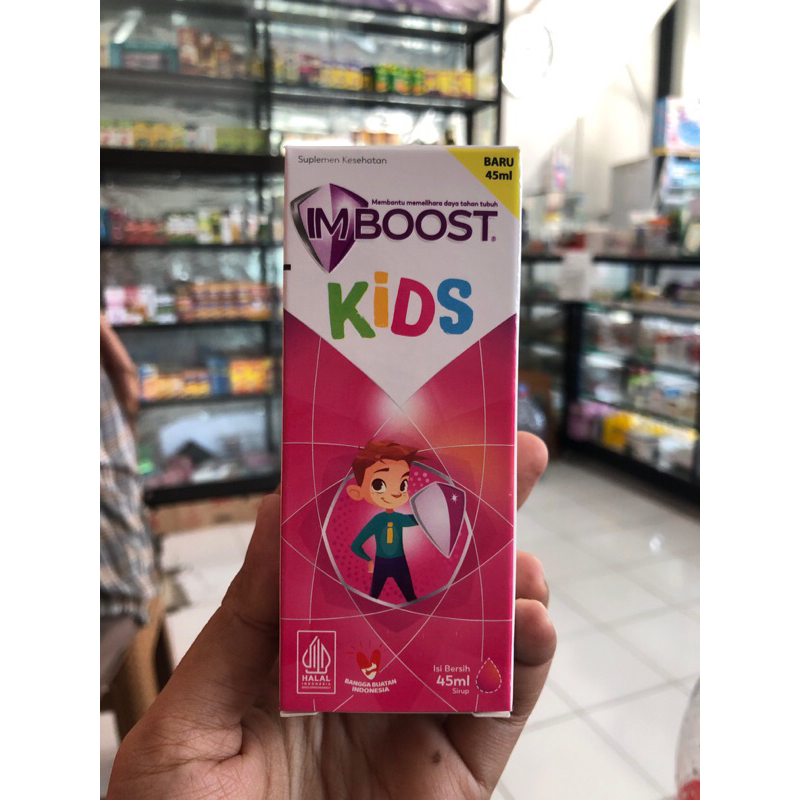 Suplemen Kesehatan
BARU
45ml
Membantu memelihara daya tahan tubuh
IMBOOST®
KiDS
i
HALAL
INDONESIA
BANGGA BUATAN
INDONESIA
Isi Bersih
45ml
Sirup